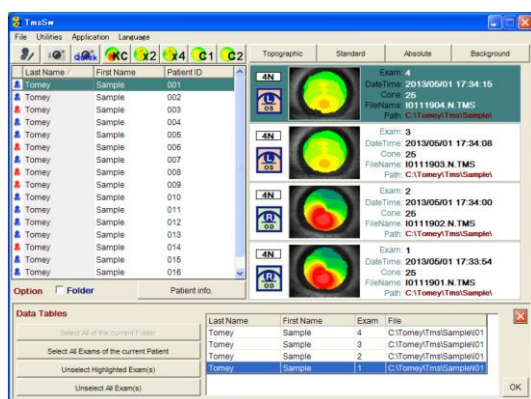 TmsSw
File Utilities Application Language
Quick KC x2 x4 C1 C2 Topographic Standard Absolute Background
Last Name / First Name Patient ID
Tomey Sample 001
Tomey Sample 002
Tomey Sample 003
Tomey Sample 004
Tomey Sample 005
Tomey Sample 006
Tomey Sample 007
Tomey Sample 008
Tomey Sample 009
Tomey Sample 010
Tomey Sample 011
Tomey Sample 012
Tomey Sample 013
Tomey Sample 014
Tomey Sample 015
Tomey Sample 016
Option Folder Patient info.
4N
L
OS
Exam: 4
DateTime: 2013/05/01 17:34:15
Cone: 25
FileName: I0111904.N.TMS
Path: C:\Tomey\Tms\Sample\
4N
L
OS
Exam: 3
DateTime: 2013/05/01 17:34:08
Cone: 25
FileName: I0111903.N.TMS
Path: C:\Tomey\Tms\Sample\
4N
R
OD
Exam: 2
DateTime: 2013/05/01 17:34:00
Cone: 25
FileName: I0111902.N.TMS
Path: C:\Tomey\Tms\Sample\
4N
R
OD
Exam: 1
DateTime: 2013/05/01 17:33:54
Cone: 25
FileName: I0111901.N.TMS
Path: C:\Tomey\Tms\Sample\
Data Tables
Select All of the current Folder
Select All Exams of the current Patient
Unselect Highlighted Exam(s)
Unselect All Exam(s)
Last Name First Name Exam File
Tomey Sample 4 C:\Tomey\Tms\Sample\I01
Tomey Sample 3 C:\Tomey\Tms\Sample\I01
Tomey Sample 2 C:\Tomey\Tms\Sample\I01
Tomey Sample 1 C:\Tomey\Tms\Sample\I01
OK